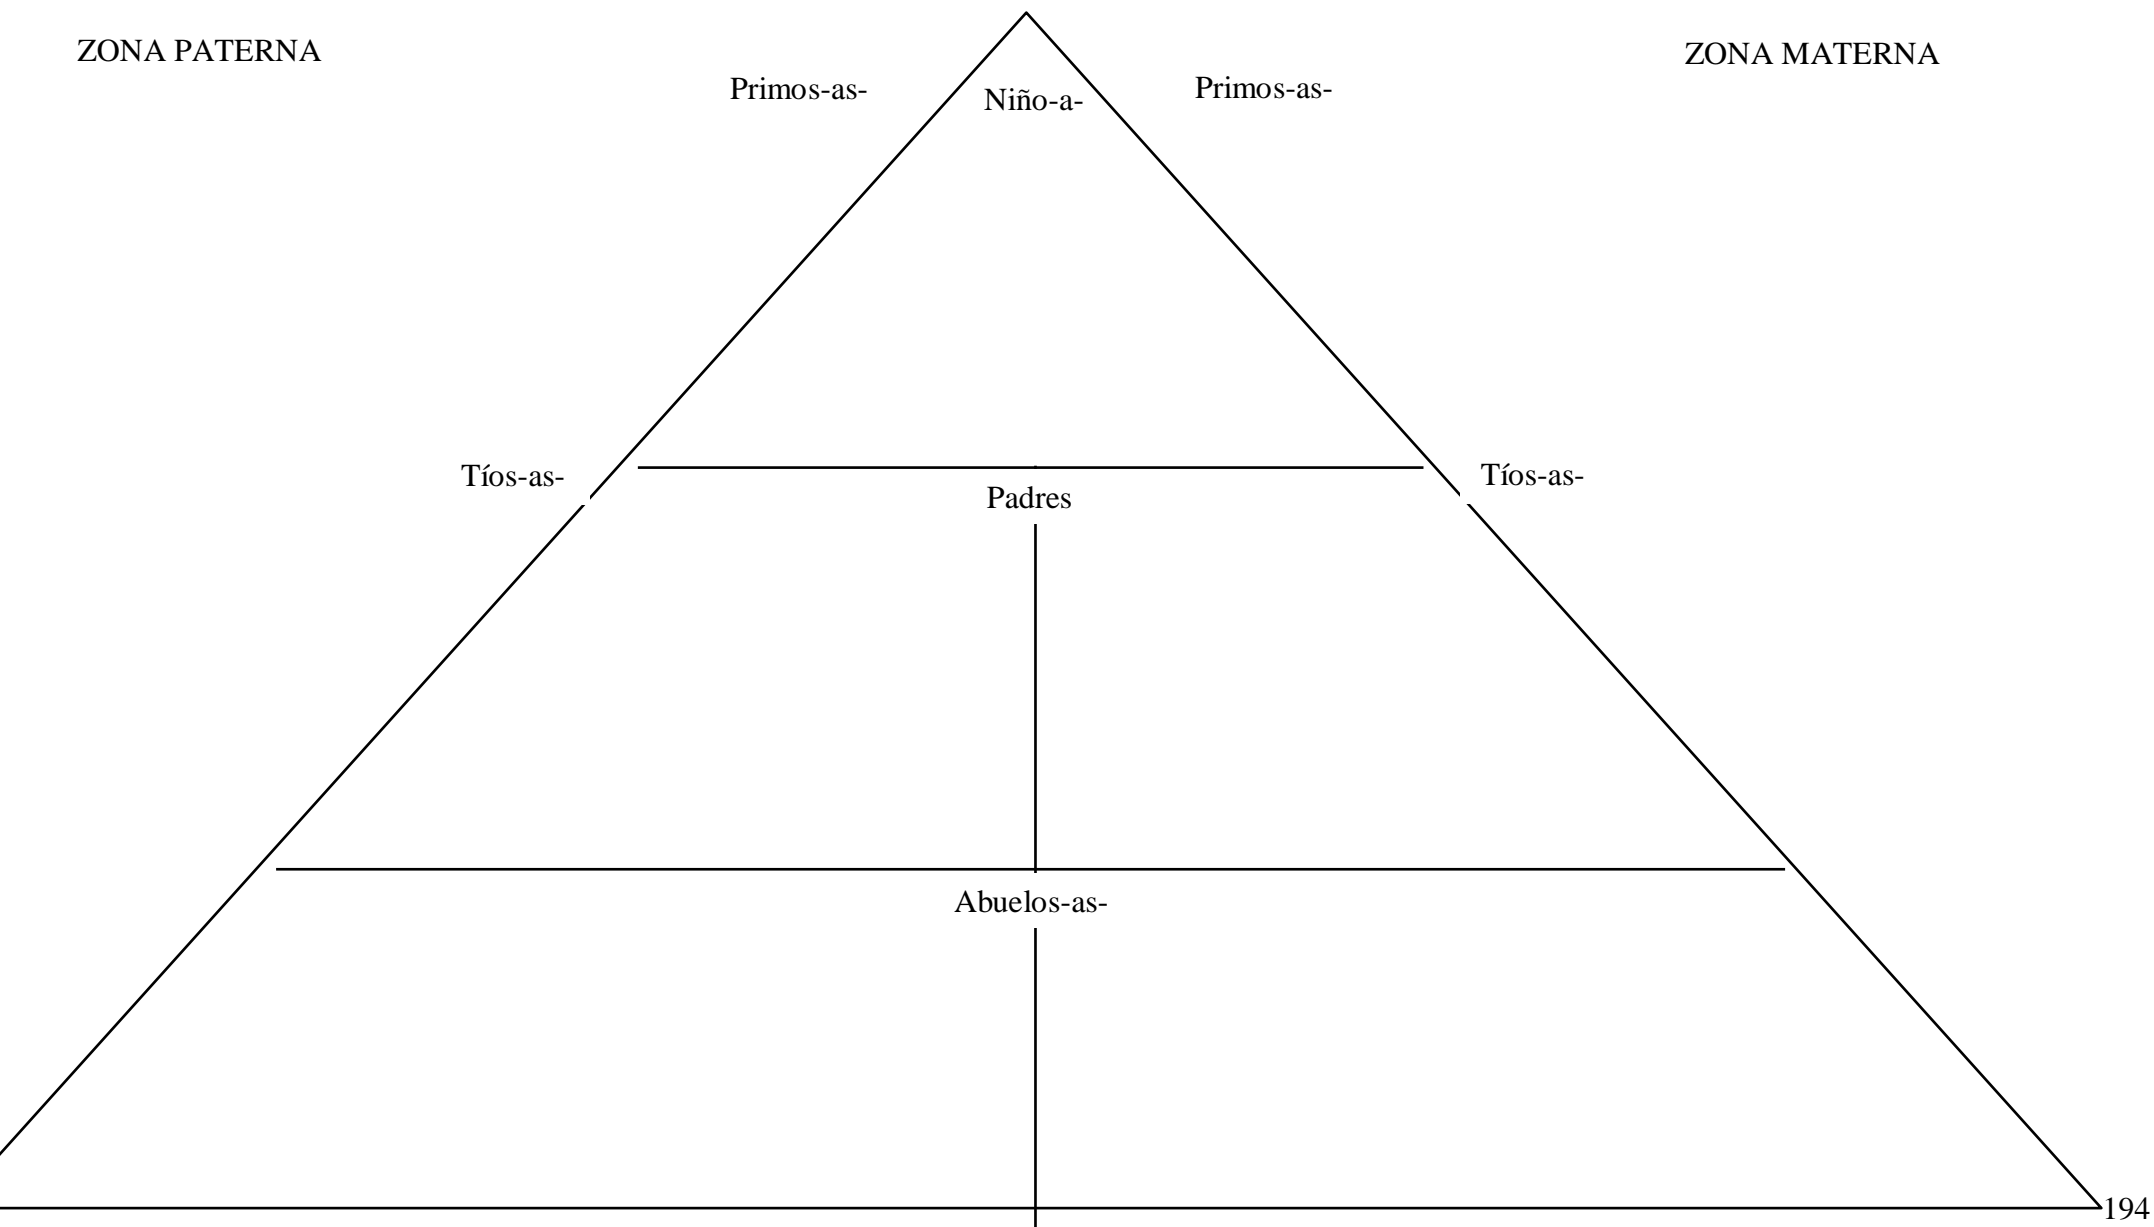 ZONA PATERNA
ZONA MATERNA
Primos-as-
Niño-a-
Primos-as-
Tíos-as-
Padres
Tíos-as-
Abuelos-as-
194